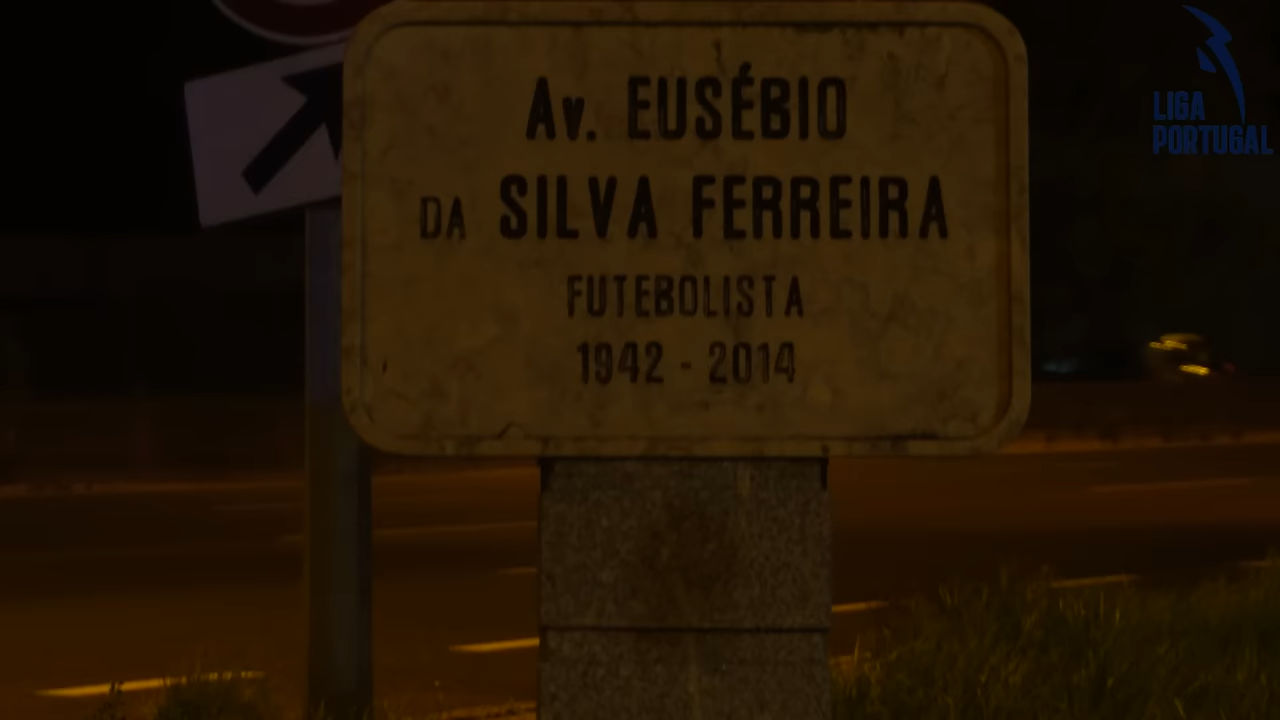 Av. EUSÉBIO
DA SILVA FERREIRA
FUTEBOLISTA
1942 - 2014
LIGA
PORTUGAL